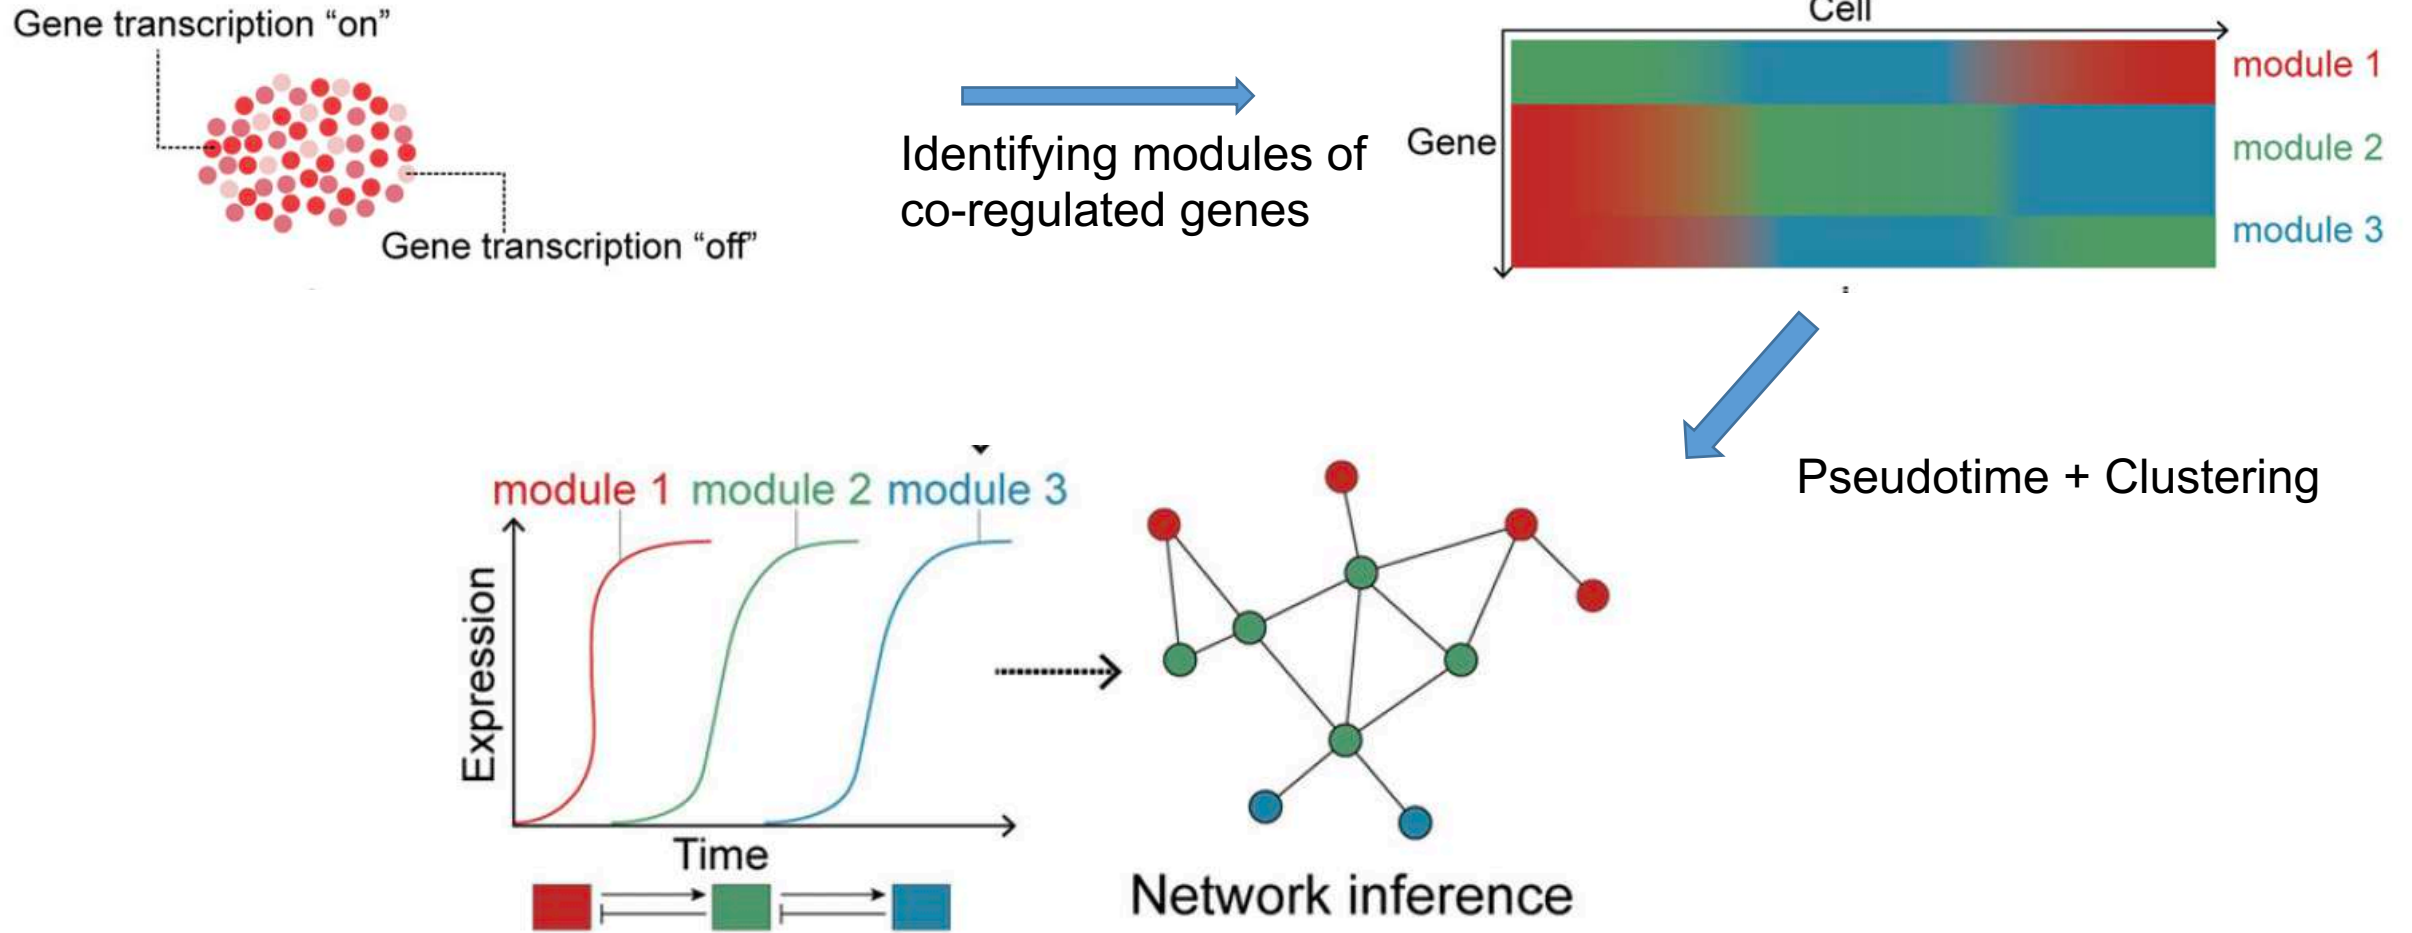 Gene transcription “on”
Gene transcription “off”
Identifying modules of
co-regulated genes
Cell
Gene
module 1
module 2
module 3
Pseudotime + Clustering
module 1 module 2 module 3
Expression
Time
Network inference